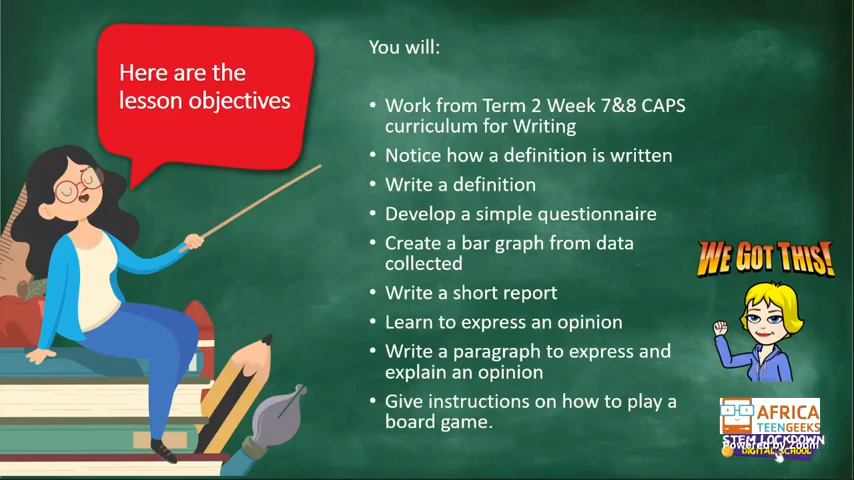 Here are the
lesson objectives
You will:
• Work from Term 2 Week 7&8 CAPS
curriculum for Writing
• Notice how a definition is written
• Write a definition
• Develop a simple questionnaire
• Create a bar graph from data
collected
• Write a short report
• Learn to express an opinion
• Write a paragraph to express and
explain an opinion
• Give instructions on how to play a
board game.
WE GOT THIS!
AFRICA
TEENGEEKS
STEM LOCKDOWN
Powered by Zoom
DIGITAL SCHOOL